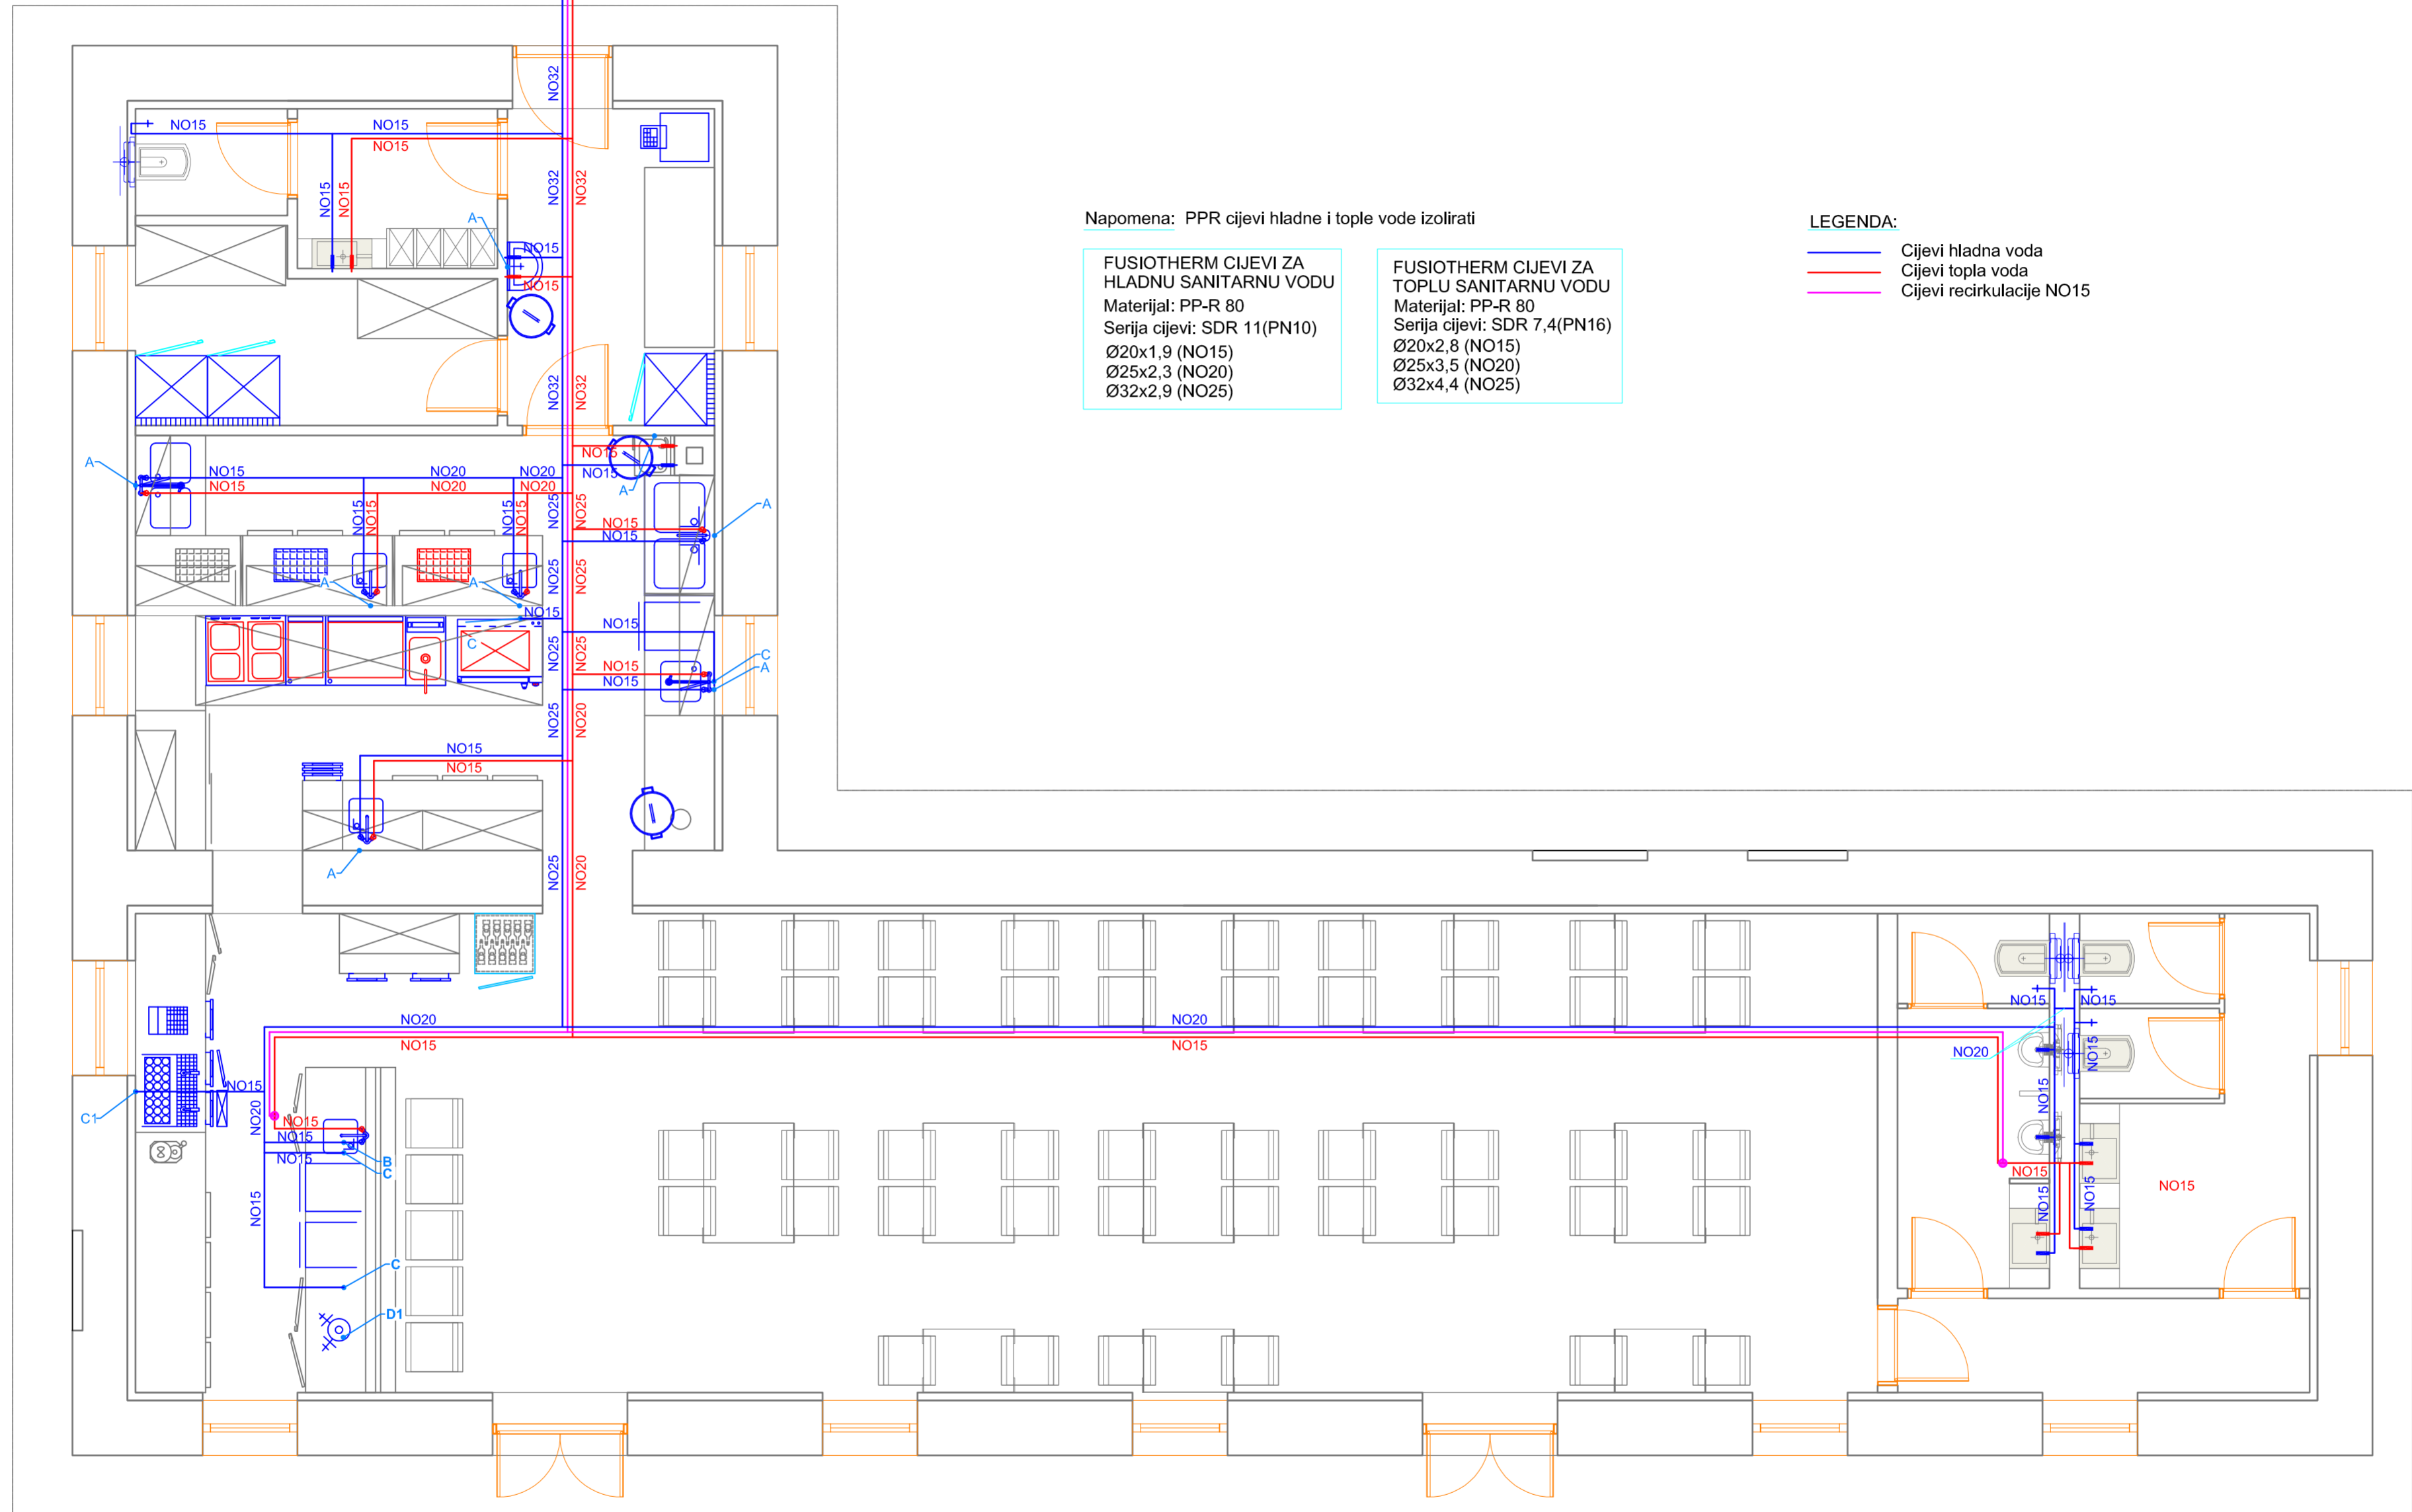 NO32
NO15
NO15
NO15
NO15
NO15
NO32
NO32
A
NO15
NO15
NO32
NO32
Napomena: PPR cijevi hladne i tople vode izolirati
FUSIOTHERM CIJEVI ZA
HLADNU SANITARNU VODU
Materijal: PP-R 80
Serija cijevi: SDR 11(PN10)
Ø20x1,9 (NO15)
Ø25x2,3 (NO20)
Ø32x2,9 (NO25)
FUSIOTHERM CIJEVI ZA
TOPLU SANITARNU VODU
Materijal: PP-R 80
Serija cijevi: SDR 7,4(PN16)
Ø20x2,8 (NO15)
Ø25x3,5 (NO20)
Ø32x4,4 (NO25)
LEGENDA:
Cijevi hladna voda
Cijevi topla voda
Cijevi recirkulacije NO15
A
NO15
NO20
NO20
NO15
NO20
NO20
NO15
NO15
A
A
NO15
NO15
NO15
NO15
NO25
NO25
NO15
NO15
A
A
NO25
NO25
NO15
C
NO15
NO25
NO25
NO15
NO15
C
A
NO25
NO20
NO15
NO15
A
NO25
NO20
NO20
NO15
NO20
NO15
C1
NO15
NO20
NO15
NO15
NO15
B
C
NO15
C
D1
NO15
NO15
NO20
NO15
NO15
NO15
NO15
NO15
NO15